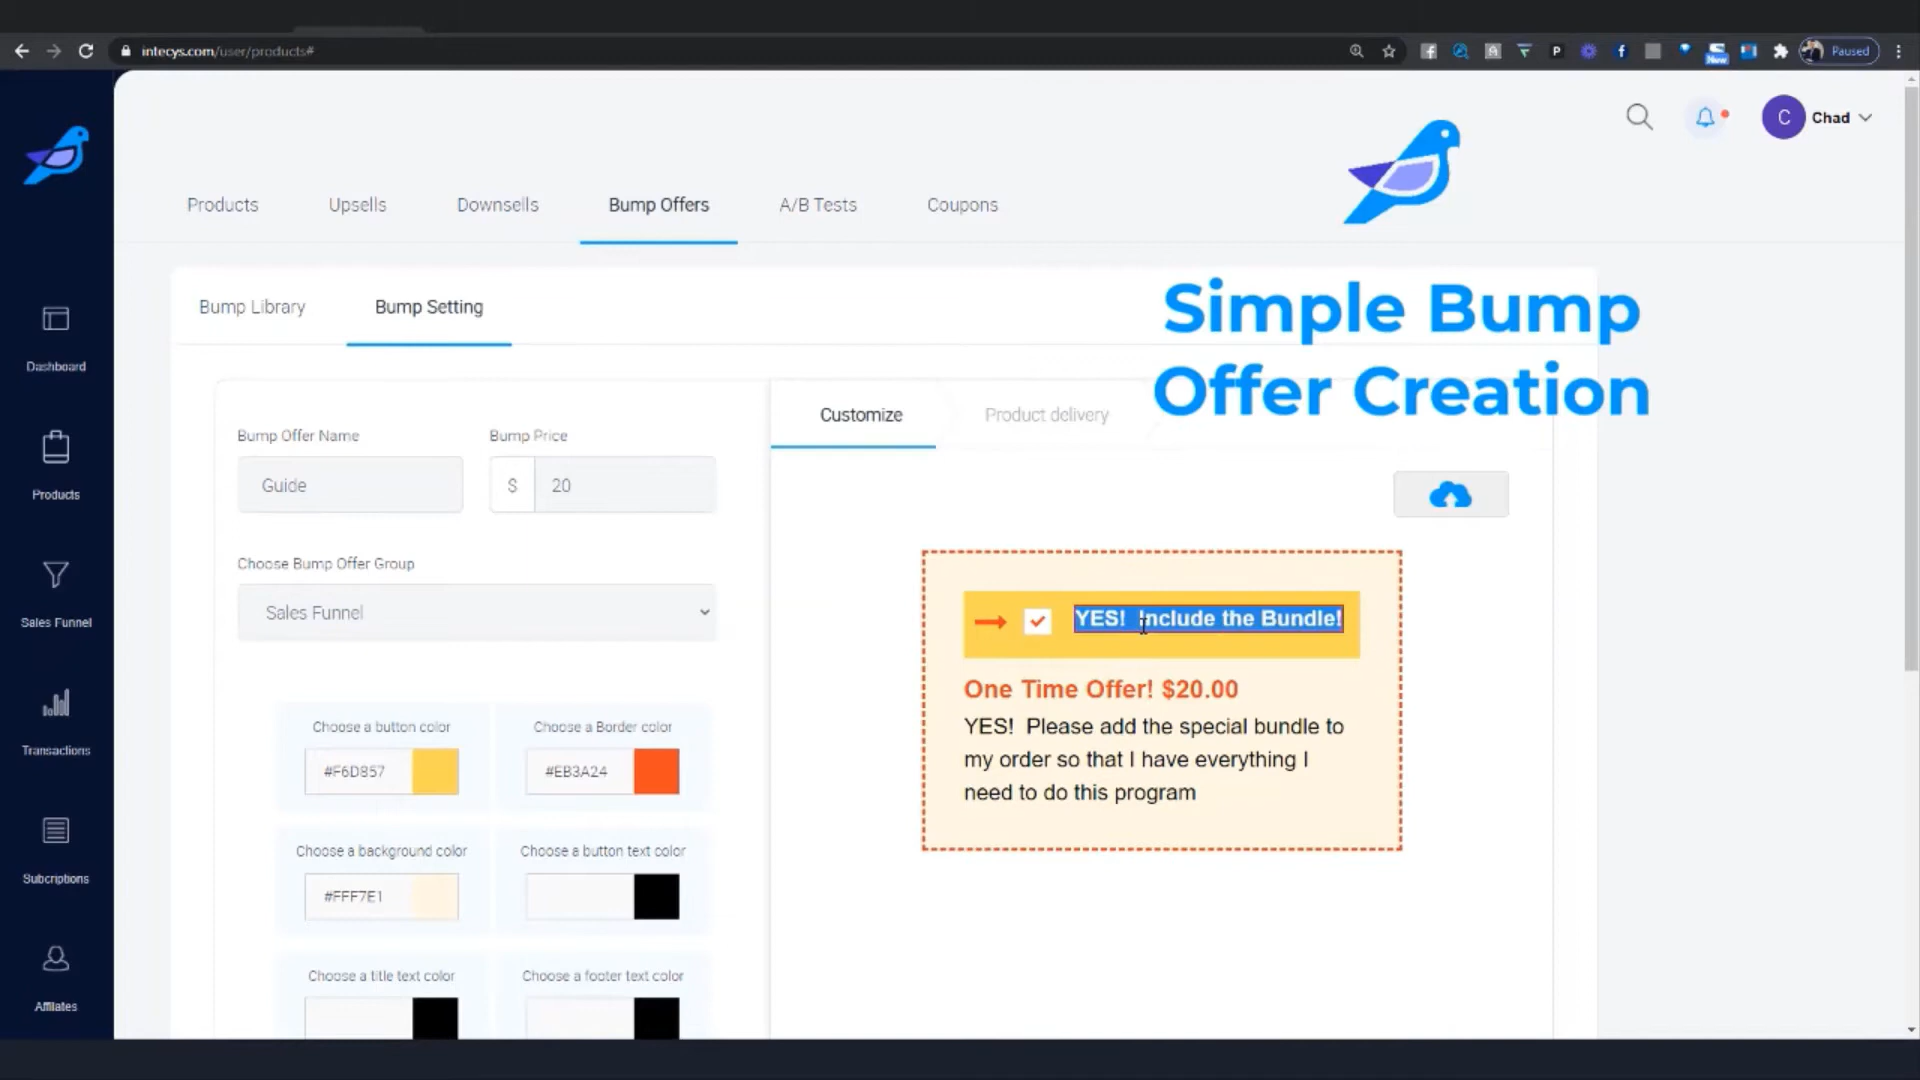 intecys.com/user/products#
New
Paused
C Chad
Products Upsells Downsells Bump Offers A/B Tests Coupons
Simple Bump
Offer Creation
Bump Library Bump Setting
Customize Product delivery
Bump Offer Name Bump Price
Guide $ 20
Choose Bump Offer Group
Sales Funnel
YES!  Include the Bundle!
One Time Offer! $20.00
YES!  Please add the special bundle to
my order so that I have everything I
need to do this program
Choose a button color Choose a Border color
#F6D857 #EB3A24
Choose a background color Choose a button text color
#FFF7E1
Choose a title text color Choose a footer text color
Dashboard
Products
Sales Funnel
Transactions
Subcriptions
Affiliates